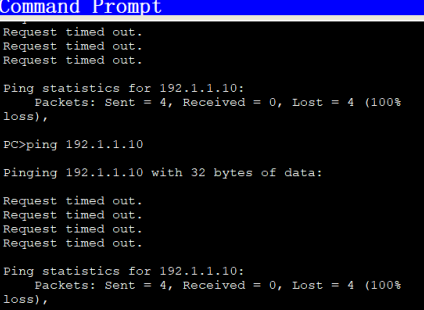 Command Prompt
Request timed out.
Request timed out.
Request timed out.
Ping statistics for 192.1.1.10:
    Packets: Sent = 4, Received = 0, Lost = 4 (100%
loss),
PC>ping 192.1.1.10
Pinging 192.1.1.10 with 32 bytes of data:
Request timed out.
Request timed out.
Request timed out.
Request timed out.
Ping statistics for 192.1.1.10:
    Packets: Sent = 4, Received = 0, Lost = 4 (100%
loss),